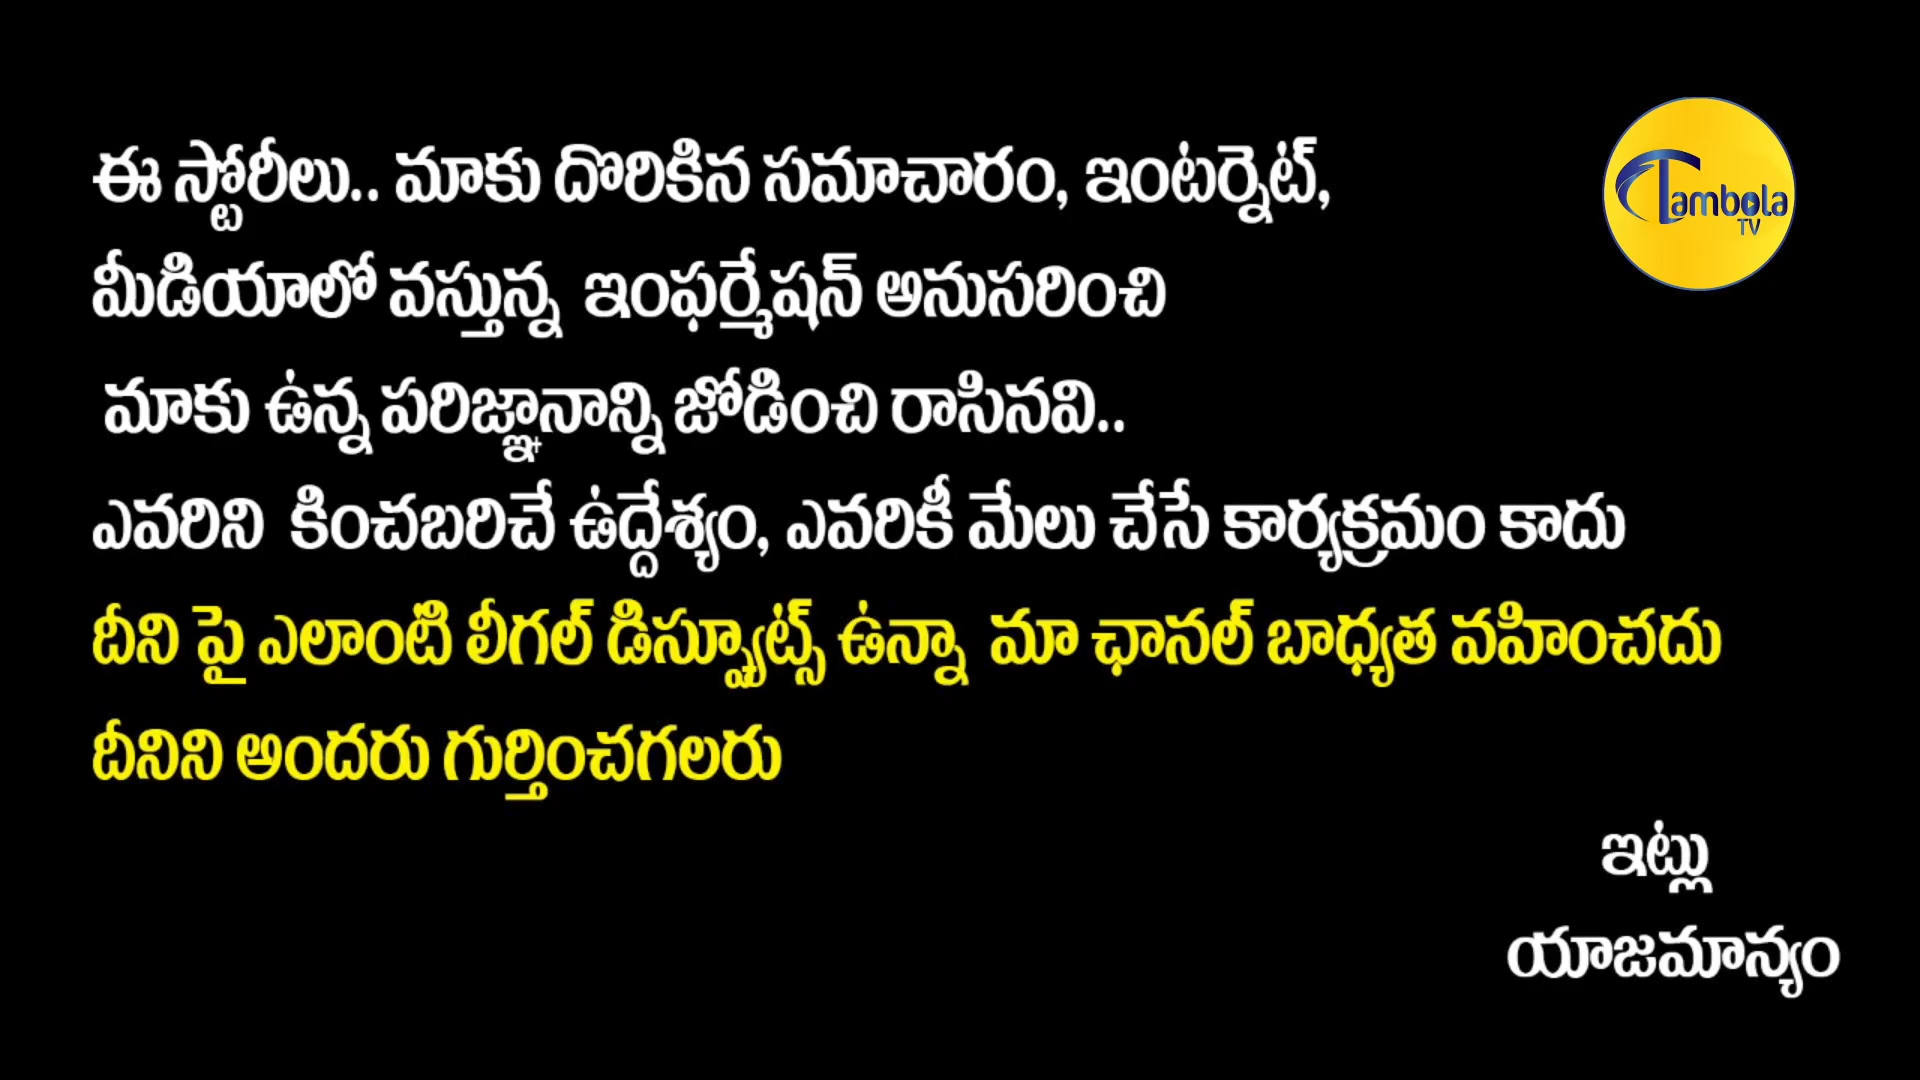 ఈ స్టోరీలు.. మాకు దొరికిన సమాచారం, ఇంటర్నెట్,
Tambola
TV
మీడియాలో వస్తున్న ఇంఫర్మేషన్ అనుసరించి
మాకు ఉన్న పరిజ్ఞానాన్ని జోడించి రాసినవి..
ఎవరిని కించబరిచే ఉద్దేశ్యం, ఎవరికీ మేలు చేసే కార్యక్రమం కాదు
దీని పై ఎలాంటి లీగల్ డిస్ప్యూట్స్ ఉన్నా మా ఛానల్ బాధ్యత వహించదు
దీనిని అందరు గుర్తించగలరు
ఇట్లు
యాజమాన్యం